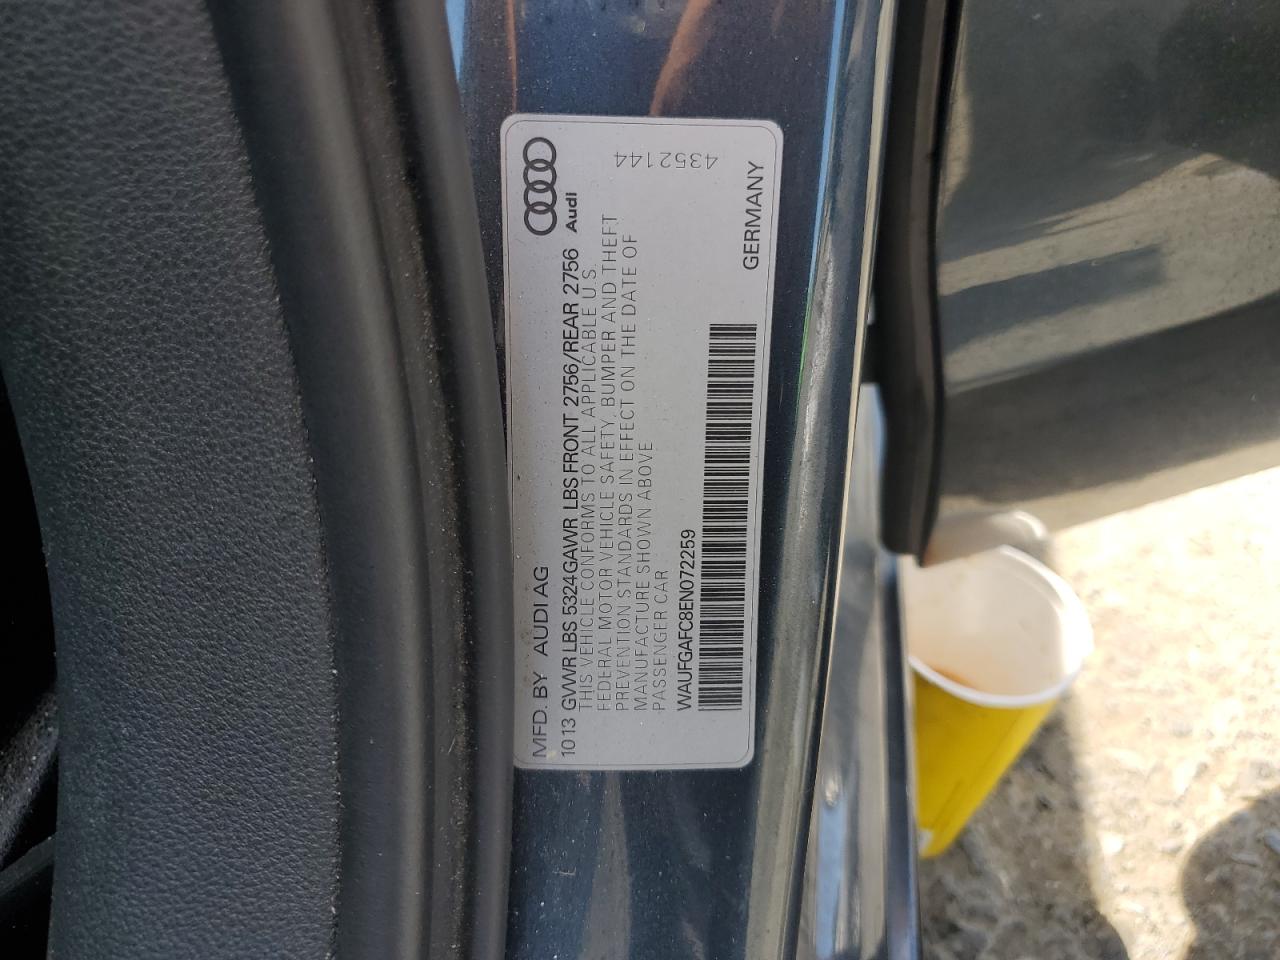 MFD. BY AUDI AG
10 13 GVWR LBS 5324 GAWR LBS FRONT 2756/REAR 2756
Audi
THIS VEHICLE CONFORMS TO ALL APPLICABLE U.S.
FEDERAL MOTOR VEHICLE SAFETY, BUMPER AND THEFT
PREVENTION STANDARDS IN EFFECT ON THE DATE OF
MANUFACTURE SHOWN ABOVE
PASSENGER CAR
4352144
WAUFGAFC8EN072259
GERMANY